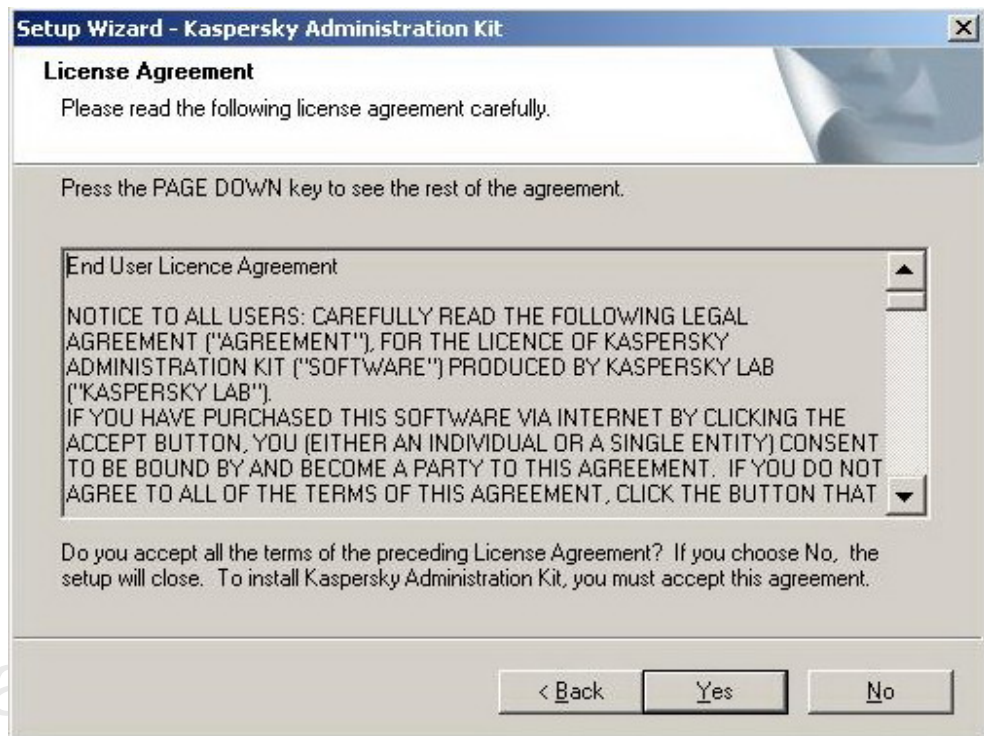 Setup Wizard - Kaspersky Administration Kit
License Agreement
Please read the following license agreement carefully.
Press the PAGE DOWN key to see the rest of the agreement.
End User Licence Agreement
NOTICE TO ALL USERS: CAREFULLY READ THE FOLLOWING LEGAL
AGREEMENT ("AGREEMENT"), FOR THE LICENCE OF KASPERSKY
ADMINISTRATION KIT ("SOFTWARE") PRODUCED BY KASPERSKY LAB
("KASPERSKY LAB").
IF YOU HAVE PURCHASED THIS SOFTWARE VIA INTERNET BY CLICKING THE
ACCEPT BUTTON, YOU (EITHER AN INDIVIDUAL OR A SINGLE ENTITY) CONSENT
TO BE BOUND BY AND BECOME A PARTY TO THIS AGREEMENT. IF YOU DO NOT
AGREE TO ALL OF THE TERMS OF THIS AGREEMENT, CLICK THE BUTTON THAT
Do you accept all the terms of the preceding License Agreement? If you choose No, the
setup will close. To install Kaspersky Administration Kit, you must accept this agreement.
< Back Yes No